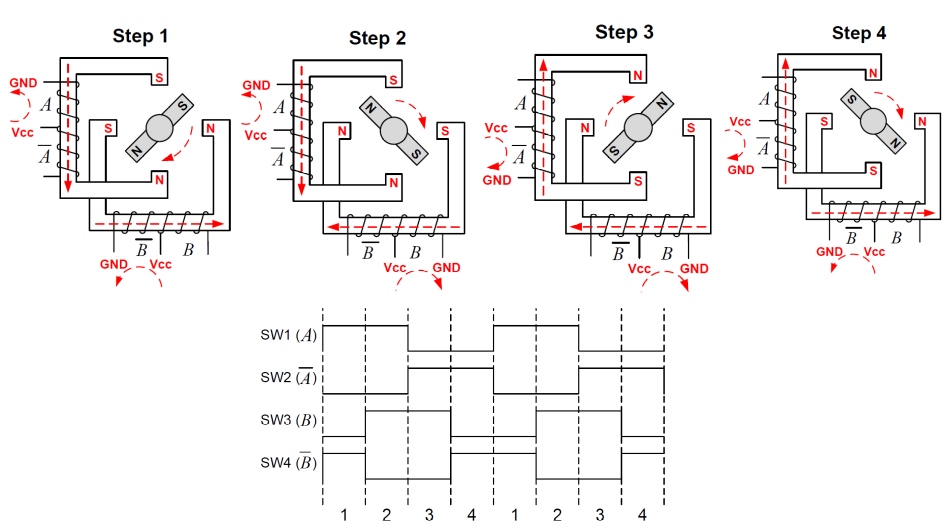 Step 1
GND
S
A
S
Vcc
S
N
A̅
N
N
B̅ B
GND Vcc
Step 2
GND
S
A
N
Vcc
N
S
A̅
S
N
B̅ B
Vcc GND
Step 3
N
A
N
Vcc
N
S
A̅
S
GND
S
B̅ B
Vcc GND
Step 4
N
A
S
Vcc
S
N
A̅
N
GND
S
B̅ B
GND Vcc
SW1 (A)
SW2 (A̅)
SW3 (B)
SW4 (B̅)
1 2 3 4 1 2 3 4